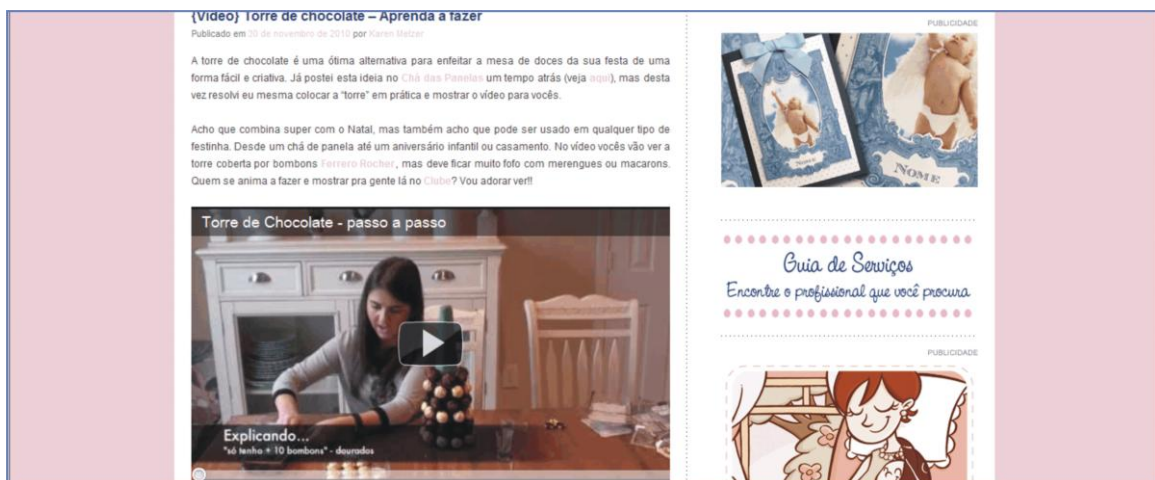 {Vídeo} Torre de chocolate – Aprenda a fazer
Publicado em 30 de novembro de 2010 por Karen Metzer
A torre de chocolate é uma ótima alternativa para enfeitar a mesa de doces da sua festa de uma
forma fácil e criativa. Já postei esta ideia no Chá das Panelas um tempo atrás (veja aqui), mas desta
vez resolvi eu mesma colocar a "torre" em prática e mostrar o vídeo para vocês.
Acho que combina super com o Natal, mas também acho que pode ser usado em qualquer tipo de
festinha. Desde um chá de panela até um aniversário infantil ou casamento. No vídeo vocês vão ver a
torre coberta por bombons Ferrero Rocher, mas deve ficar muito fofo com merengues ou macarons.
Quem se anima a fazer e mostrar pra gente lá no Clube? Vou adorar ver!!
Torre de Chocolate - passo a passo
Explicando...
"só tenho + 10 bombons" - dourados
PUBLICIDADE
NOME
NOME
Guia de Serviços
Encontre o profissional que você procura
PUBLICIDADE